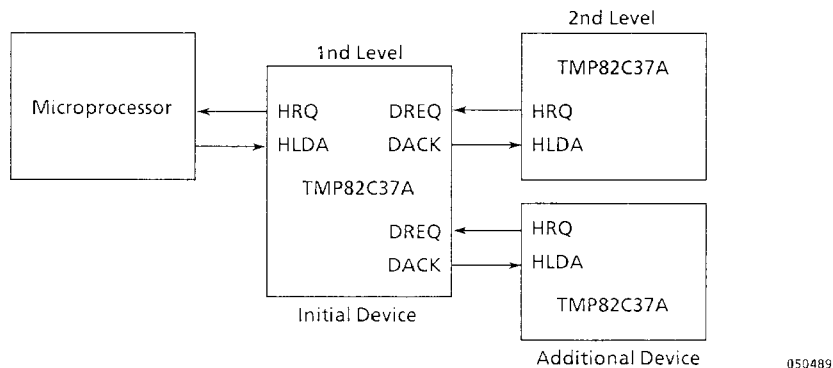 2nd Level
1nd Level
TMP82C37A
Microprocessor
HRQ DREQ
HRQ
HLDA DACK
HLDA
TMP82C37A
DREQ
HRQ
DACK
HLDA
TMP82C37A
Initial Device
Additional Device
050489